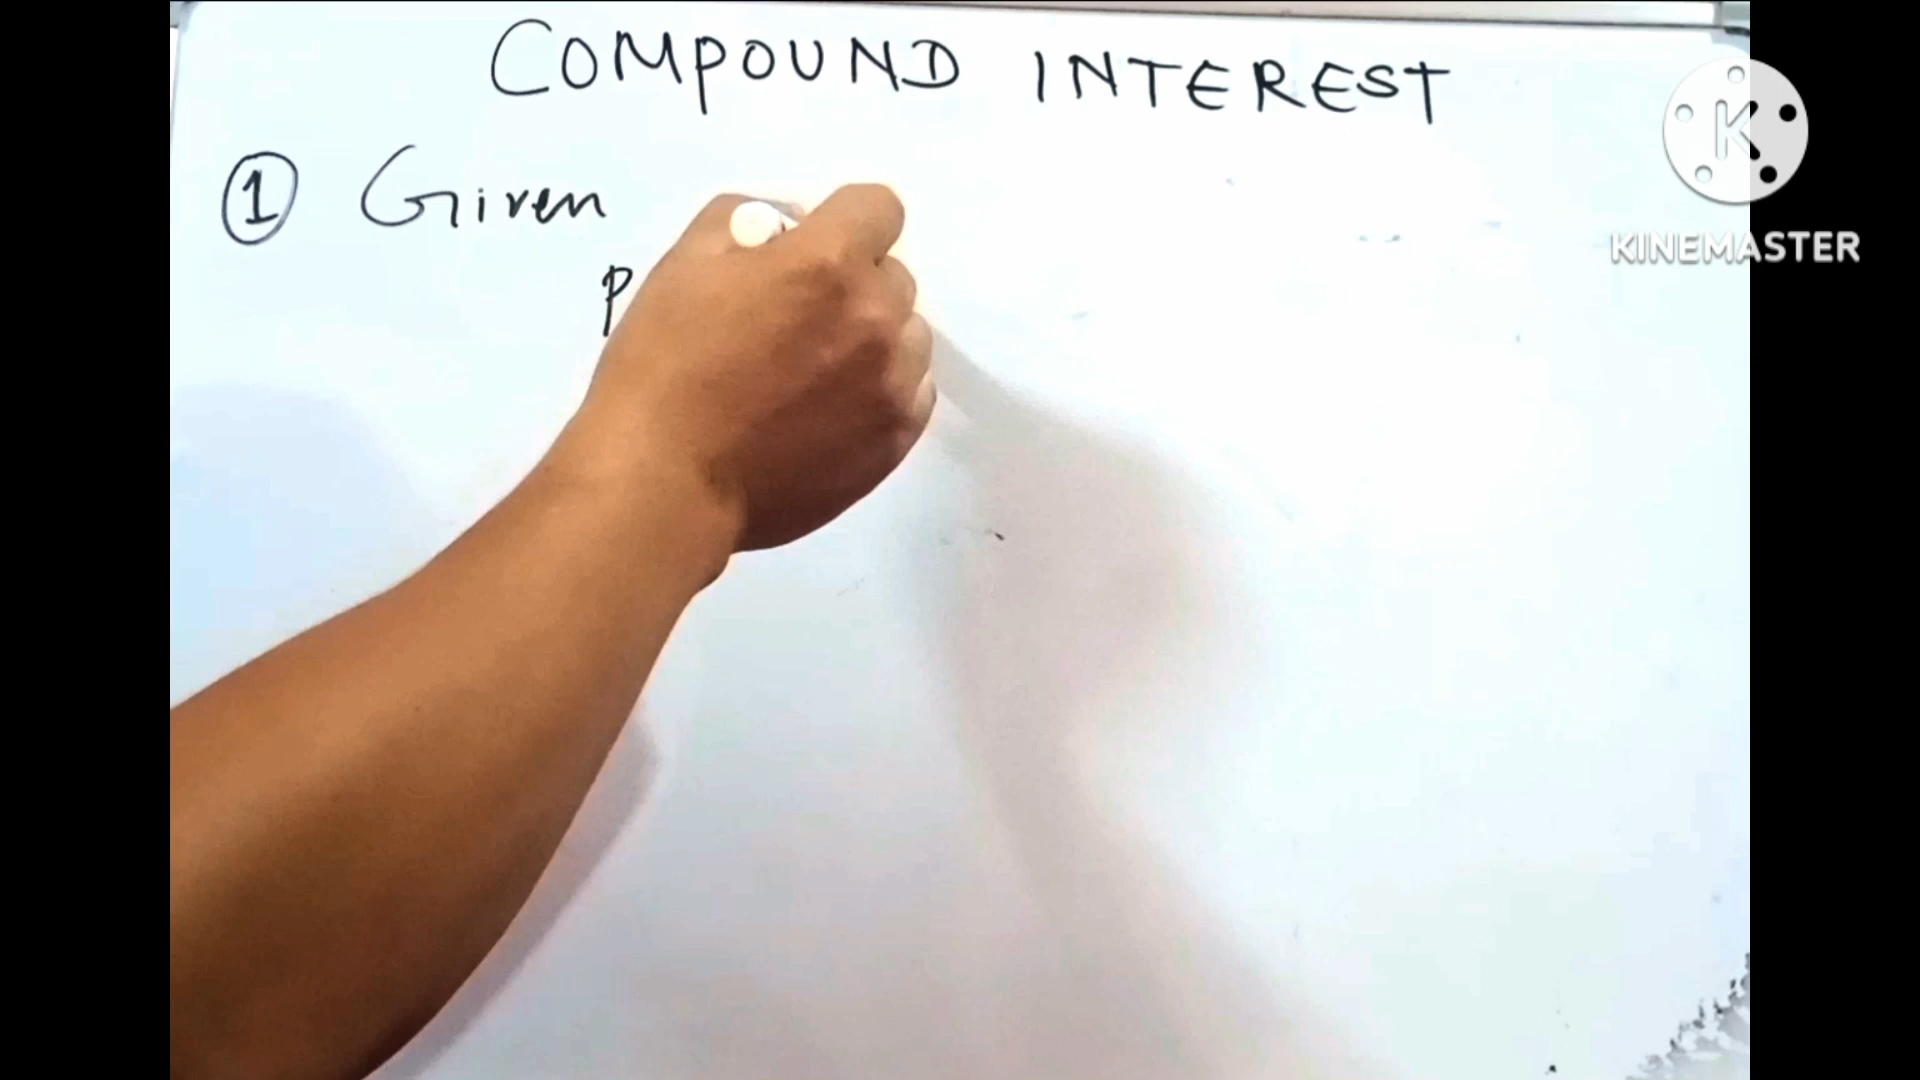 COMPOUND INTEREST
① Given
P
K
KINEMASTER